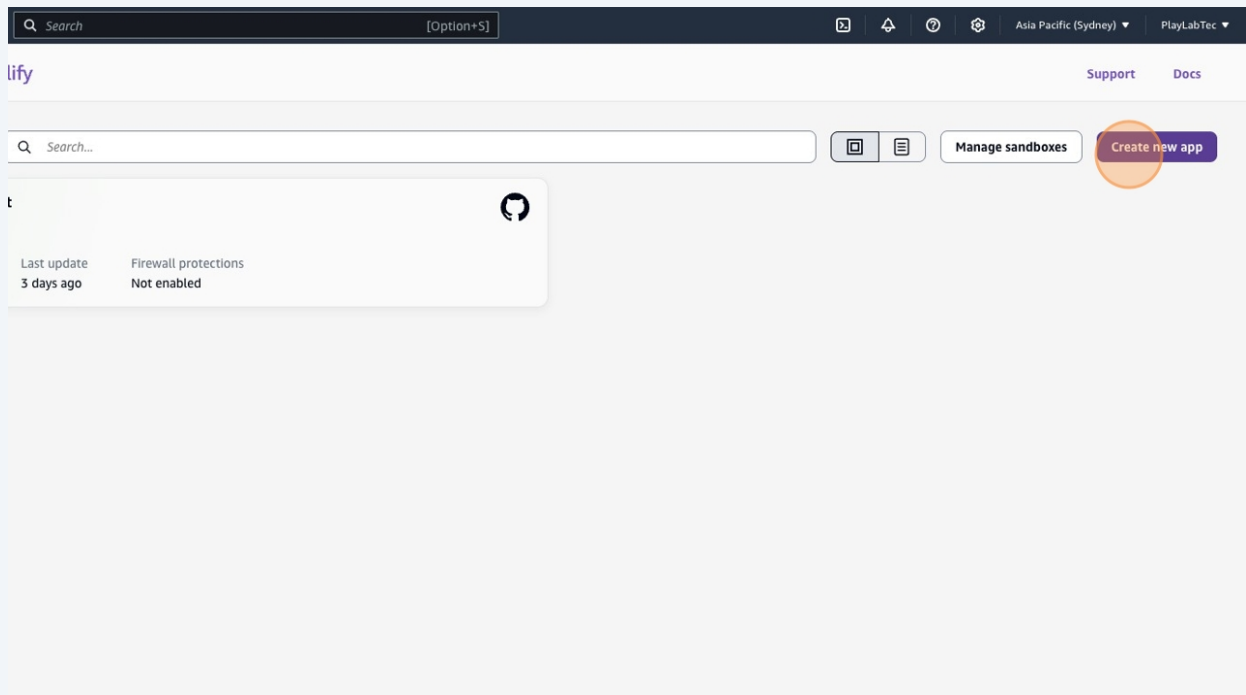 Search [Option+S] Asia Pacific (Sydney) ▼ PlayLabTec ▼
lify Support Docs
Search... Manage sandboxes Create new app
t
Last update Firewall protections
3 days ago Not enabled